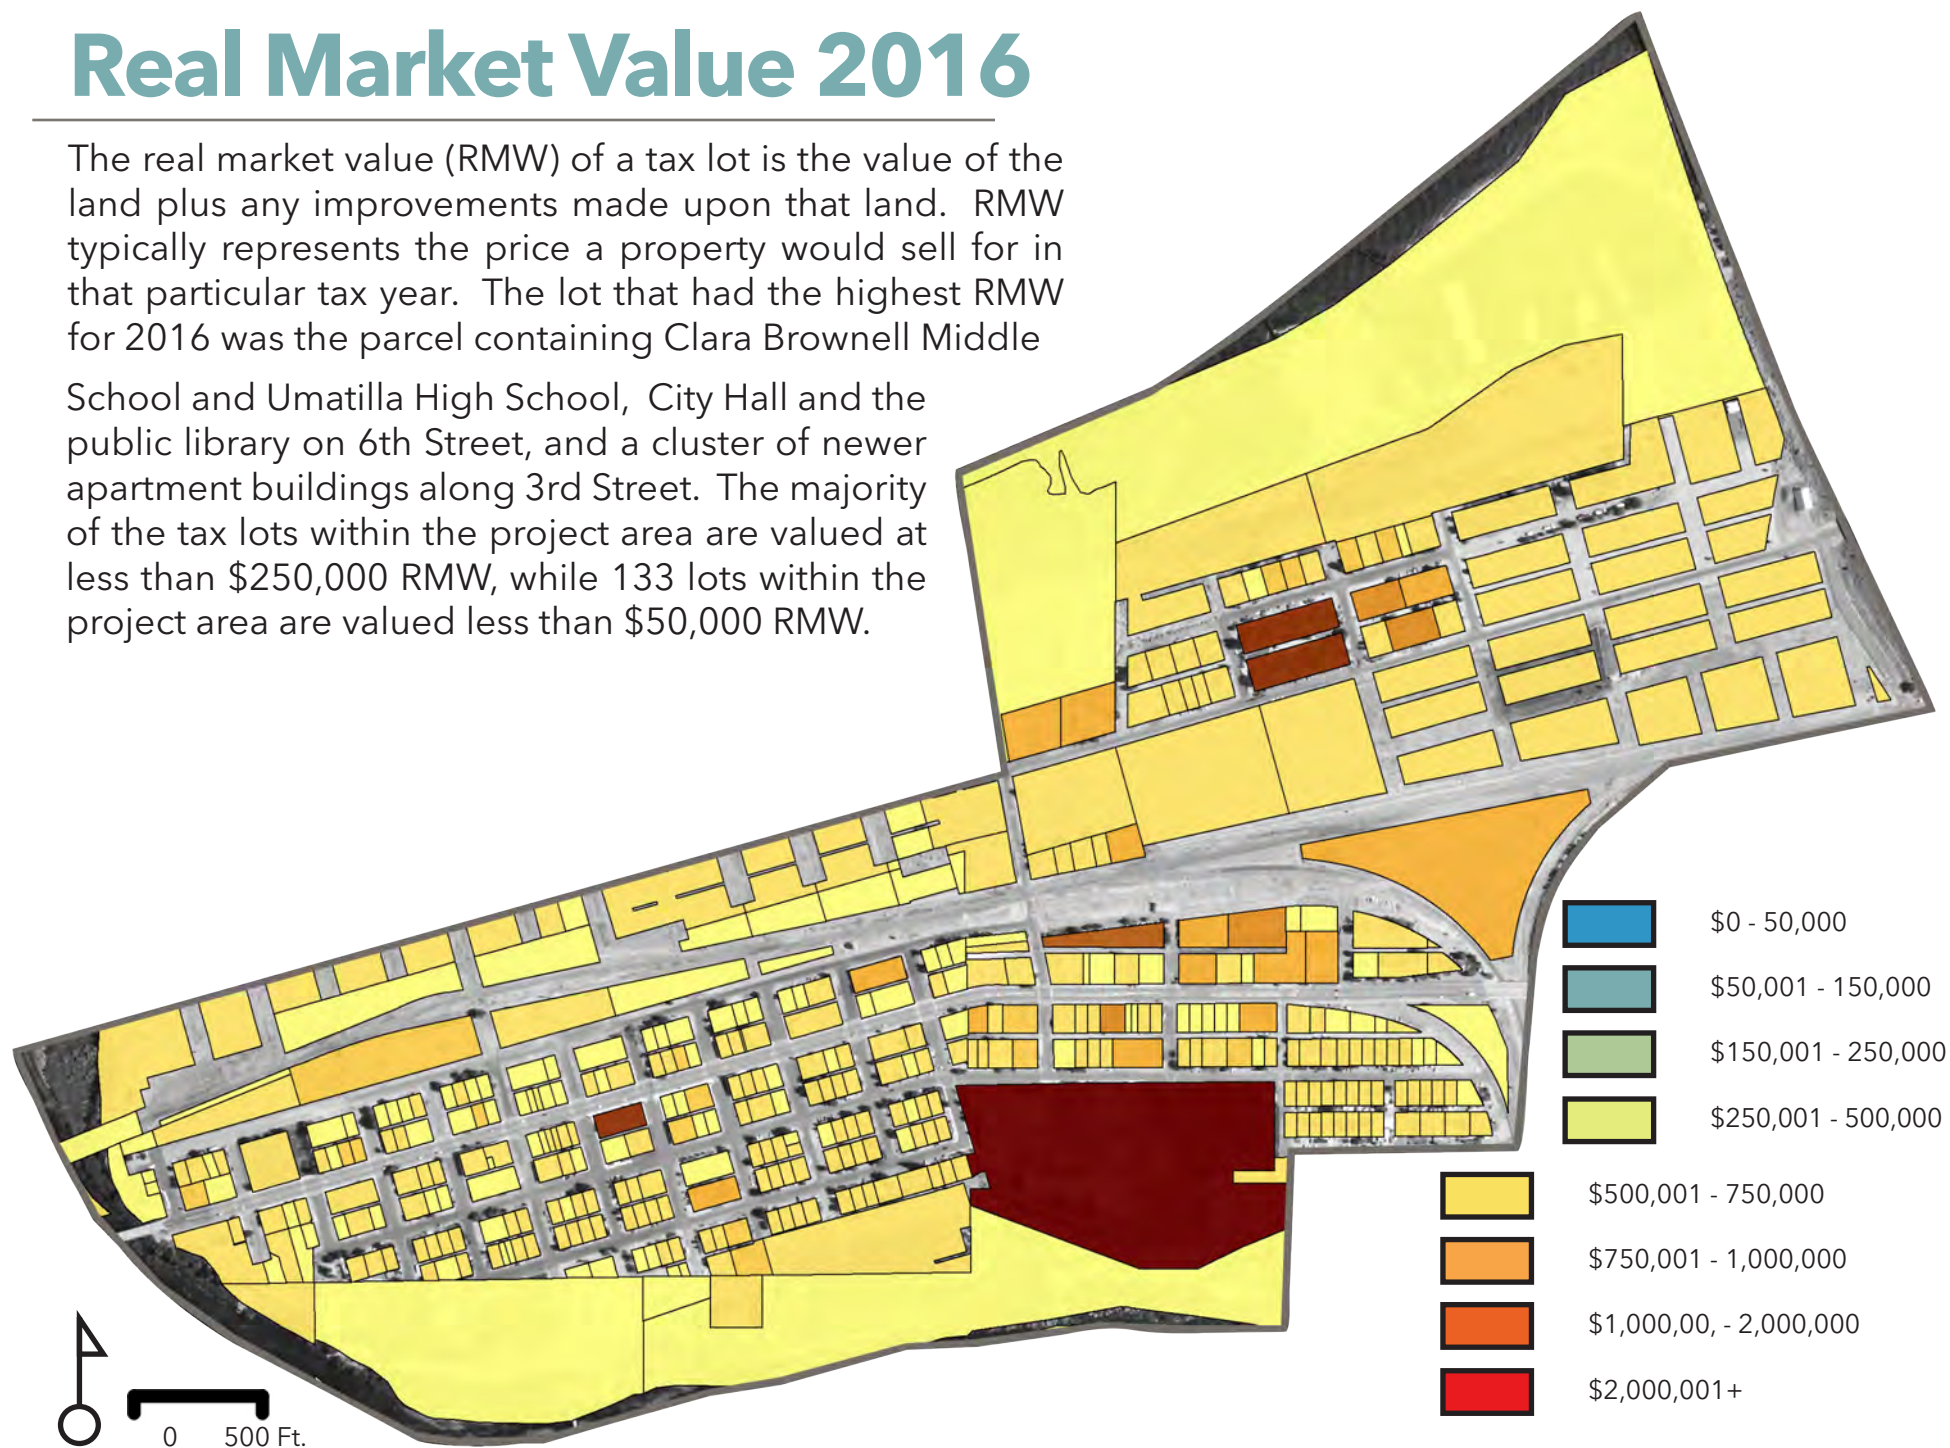 Real Market Value 2016
The real market value (RMW) of a tax lot is the value of the
land plus any improvements made upon that land. RMW
typically represents the price a property would sell for in
that particular tax year. The lot that had the highest RMW
for 2016 was the parcel containing Clara Brownell Middle
School and Umatilla High School, City Hall and the
public library on 6th Street, and a cluster of newer
apartment buildings along 3rd Street. The majority
of the tax lots within the project area are valued at
less than $250,000 RMW, while 133 lots within the
project area are valued less than $50,000 RMW.
$0 - 50,000
$50,001 - 150,000
$150,001 - 250,000
$250,001 - 500,000
$500,001 - 750,000
$750,001 - 1,000,000
$1,000,00, - 2,000,000
$2,000,001+
0 500 Ft.